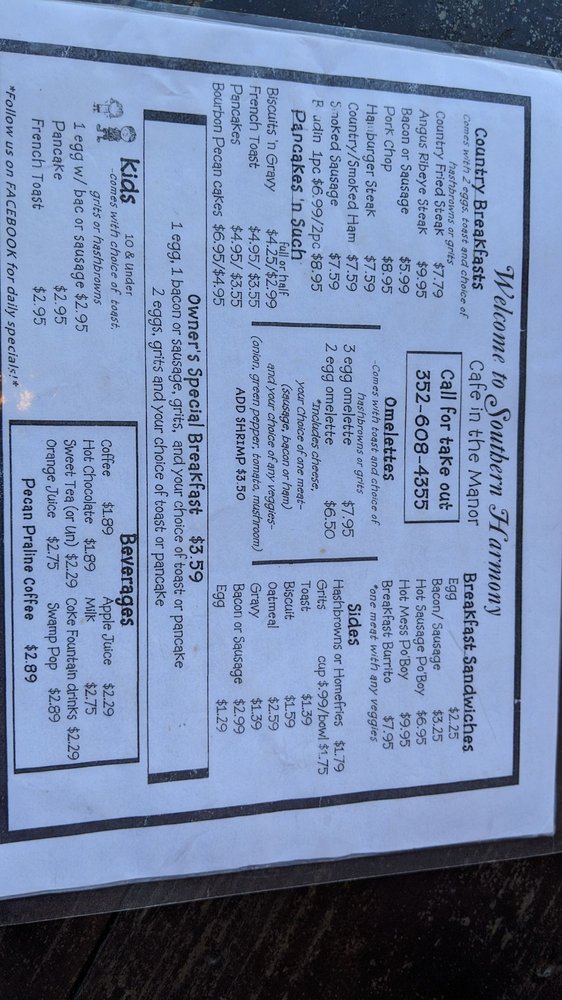 Welcome to Southern Harmony
Cafe in the Manor
Call for take out
352-608-4355
Country Breakfasts
Comes with 2 eggs, toast and choice of
hashbrowns or grits
Country Fried Steak $7.79
Angus Ribeye Steak $9.95
Bacon or Sausage $5.99
Pork Chop $8.95
Hamburger Steak $7.59
Country/Smoked Ham $7.59
Smoked Sausage $7.59
Boudin 1pc $6.99/2pc $8.95
Pancakes 'n Such
full or half
Biscuits 'n Gravy $4.25/$2.99
French Toast $4.95/ $3.55
Pancakes $4.95/ $3.55
Bourbon Pecan cakes $6.95/$4.95
Omelettes
-Comes with toast and choice of
hashbrowns or grits
3 egg omelette $7.95
2 egg omelette $6.50
*Includes cheese,
your choice of one meat-
(sausage, bacon or ham)
and your choice of any veggies-
(onion, green pepper, tomato, mushroom)
ADD SHRIMP $3.50
Breakfast Sandwiches
Egg $2.25
Bacon/ sausage $3.25
Hot Sausage Po'Boy $6.95
Hot Mess Po'Boy $9.95
Breakfast Burrito $7.95
*one meat with any veggies
Sides
Hashbrowns or Homefries $1.79
Grits cup $.99/bowl $1.75
Toast $1.39
Biscuit $1.59
Oatmeal $2.59
Gravy $1.39
Bacon or Sausage $2.99
Egg $1.29
Owner's Special Breakfast $3.59
1 egg, 1 bacon or sausage, grits, and your choice of toast or pancake
2 eggs, grits and your choice of toast or pancake
Kids 10 & under
-comes with choice of toast,
grits or hashbrowns
1 egg w/ bac or sausage $2.95
Pancake $2.95
French Toast $2.95
*Follow us on FACEBOOK for daily specials!*
Beverages
Coffee $1.89 Apple Juice $2.29
Hot Chocolate $1.89 Milk $2.75
Sweet Tea (or Un) $2.29 Coke Fountain drinks $2.29
Orange Juice $2.75 Swamp Pop $2.89
Pecan Praline Coffee $2.89